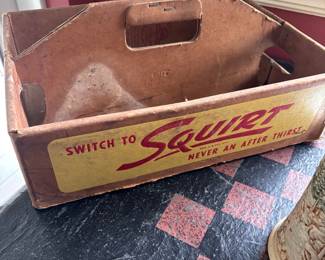 SWITCH TO SQUIRT
NEVER AN AFTER THIRST